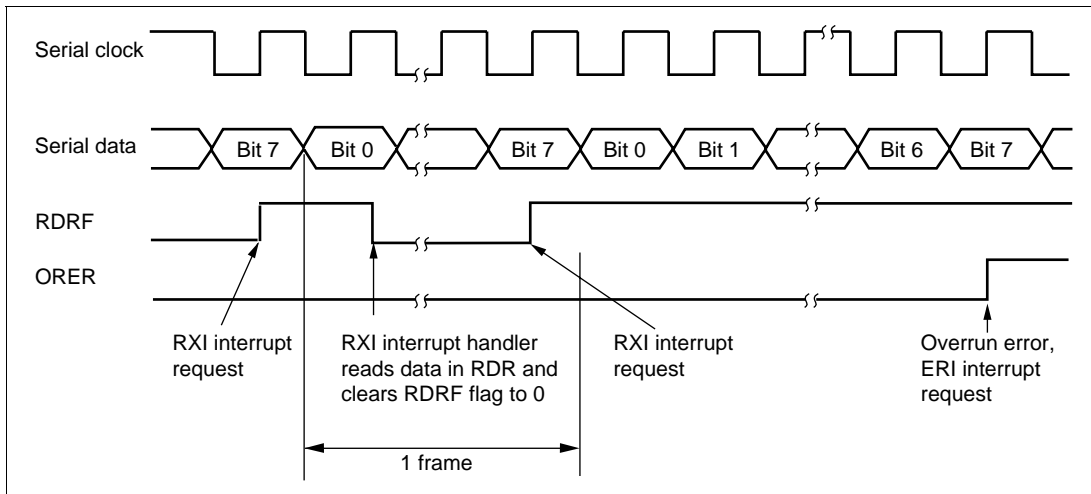 Serial clock
Serial data
Bit 7
Bit 0
Bit 7
Bit 0
Bit 1
Bit 6
Bit 7
RDRF
ORER
RXI interrupt
request
RXI interrupt handler
reads data in RDR and
clears RDRF flag to 0
RXI interrupt
request
Overrun error,
ERI interrupt
request
1 frame